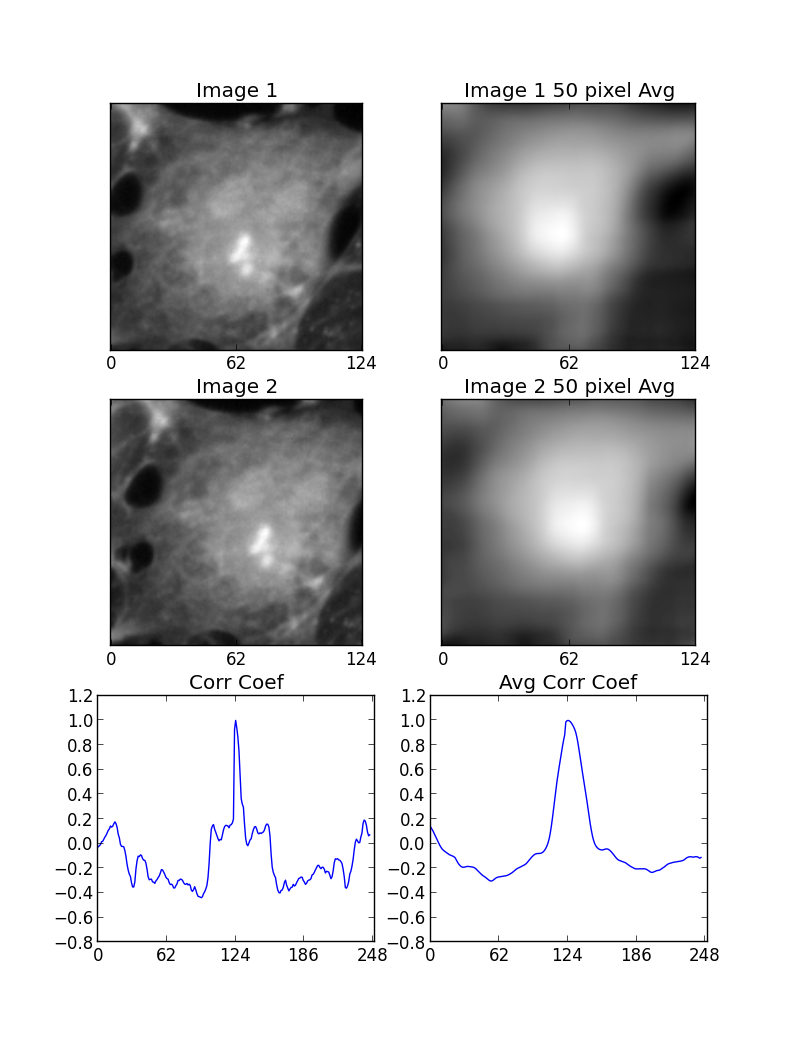 Image 1
Image 1 50 pixel Avg
0 62 124
0 62 124
Image 2
Image 2 50 pixel Avg
0 62 124
0 62 124
Corr Coef
1.2
1.0
0.8
0.6
0.4
0.2
0.0
−0.2
−0.4
−0.6
−0.8
0 62 124 186 248
Avg Corr Coef
1.2
1.0
0.8
0.6
0.4
0.2
0.0
−0.2
−0.4
−0.6
−0.8
0 62 124 186 248